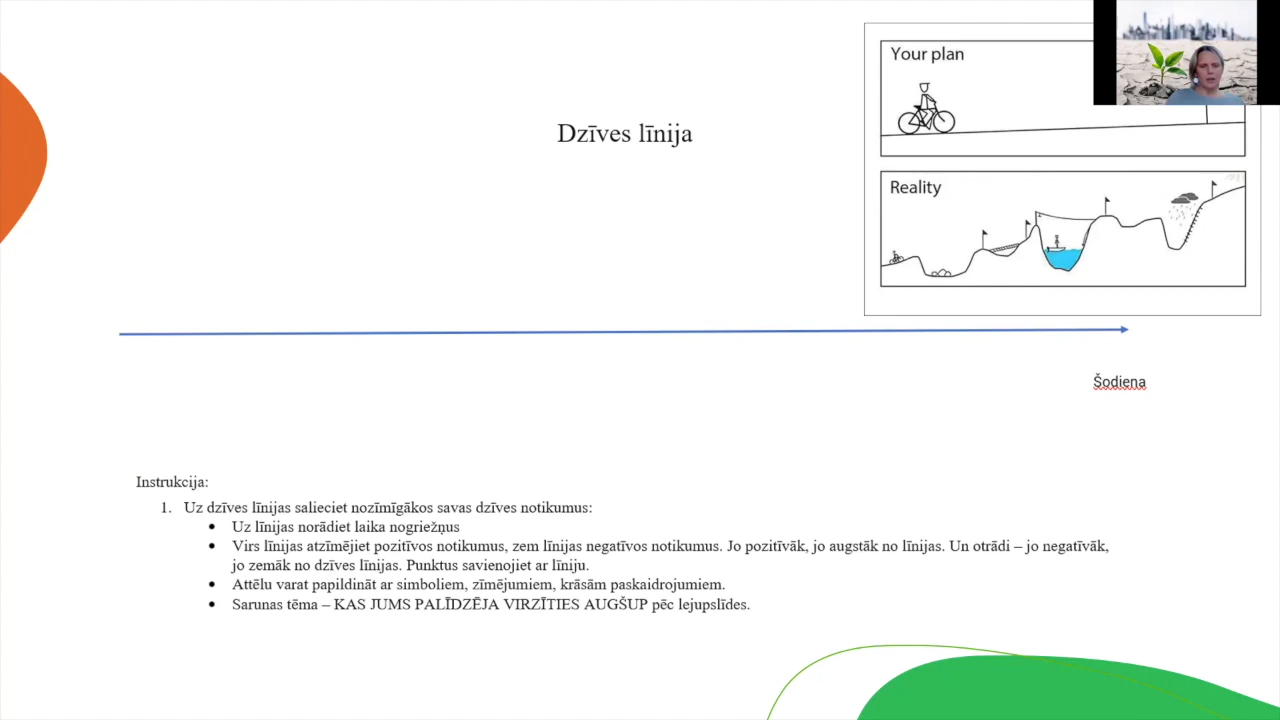 Your plan
Dzīves līnija
Reality
Šodiena
Instrukcija:
1. Uz dzīves līnijas salieciet nozīmīgākos savas dzīves notikumus:
• Uz līnijas norādiet laika nogriežņus
• Virs līnijas atzīmējiet pozitīvos notikumus, zem līnijas negatīvos notikumus. Jo pozitīvāk, jo augstāk no līnijas. Un otrādi – jo negatīvāk,
jo zemāk no dzīves līnijas. Punktus savienojiet ar līniju.
• Attēlu varat papildināt ar simboliem, zīmējumiem, krāsām paskaidrojumiem.
• Sarunas tēma – KAS JUMS PALĪDZĒJA VIRZĪTIES AUGŠUP pēc lejupslīdes.